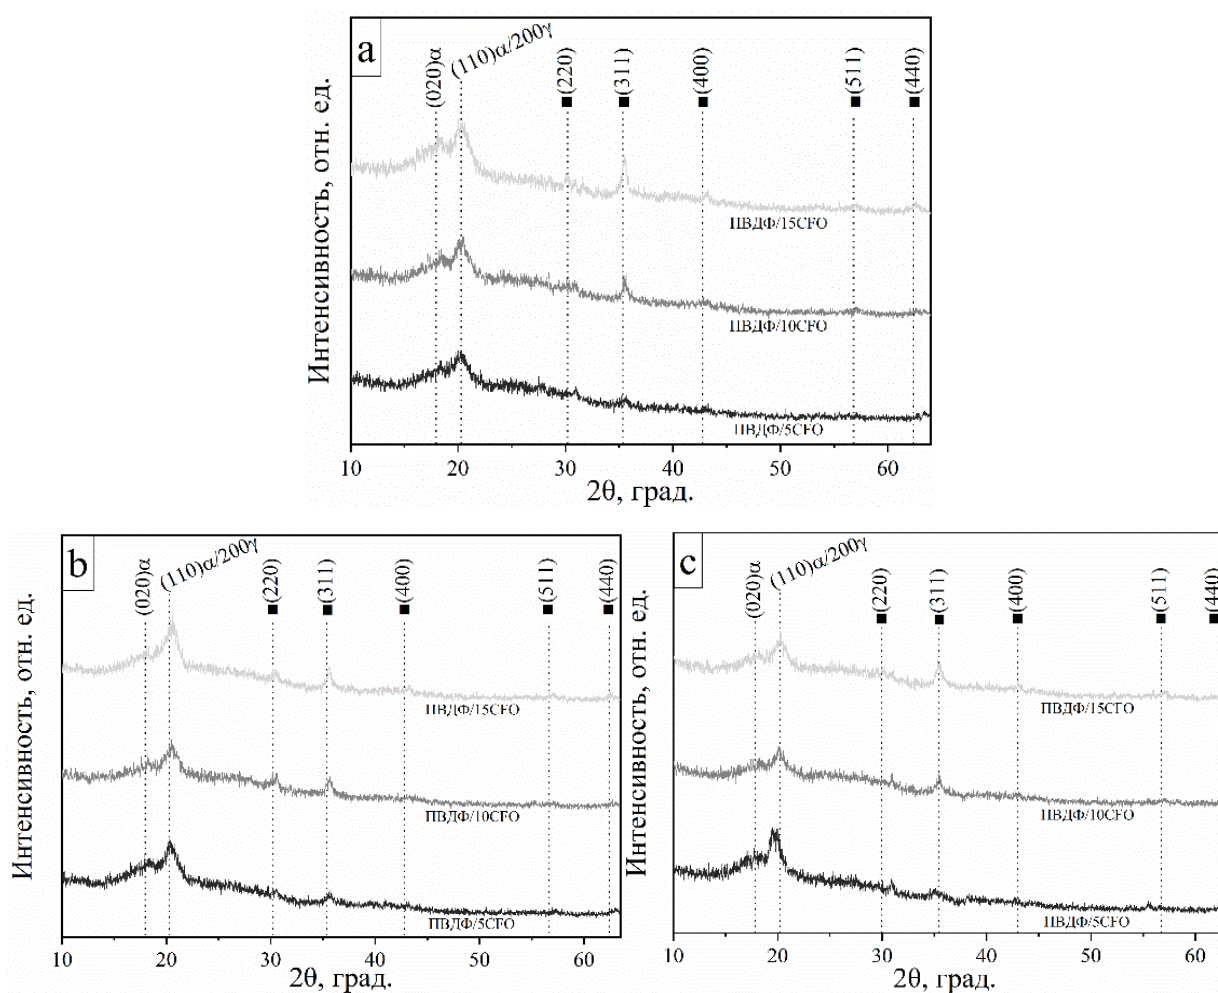 a
(020)α
(110)α/200γ
■(220)
■(311)
■(400)
■(511)
■(440)
Интенсивность, отн. ед.
ПВДФ/15CFO
ПВДФ/10CFO
ПВДФ/5CFO
10 20 30 40 50 60
2θ, град.
b
(020)α
(110)α/200γ
■(220)
■(311)
■(400)
■(511)
■(440)
Интенсивность, отн. ед.
ПВДФ/15CFO
ПВДФ/10CFO
ПВДФ/5CFO
10 20 30 40 50 60
2θ, град.
c
(020)α
(110)α/200γ
■(220)
■(311)
■(400)
■(511)
■(440)
Интенсивность, отн. ед.
ПВДФ/15CFO
ПВДФ/10CFO
ПВДФ/5CFO
10 20 30 40 50 60
2θ, град.